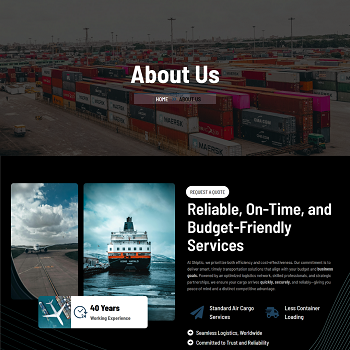 About Us
HOME
ABOUT US
MAERSK
MAERSK
MAERSK
REQUEST A QUOTE
Reliable, On-Time, and
Budget-Friendly
Services
we prioritize both efficiency and cost-effectiveness. Our commitment is to
deliver smart, timely transportation solutions that align with your budget and business
goals. Powered by an optimized logistics network, skilled professionals, and strategic
partnerships, we ensure your cargo arrives quickly, securely, and reliably—giving you
peace of mind and a distinct competitive advantage.
40 Years
Working Experience
Standard Air Cargo
Services
Less Container
Loading
Seamless Logistics, Worldwide
Committed to Trust and Reliability